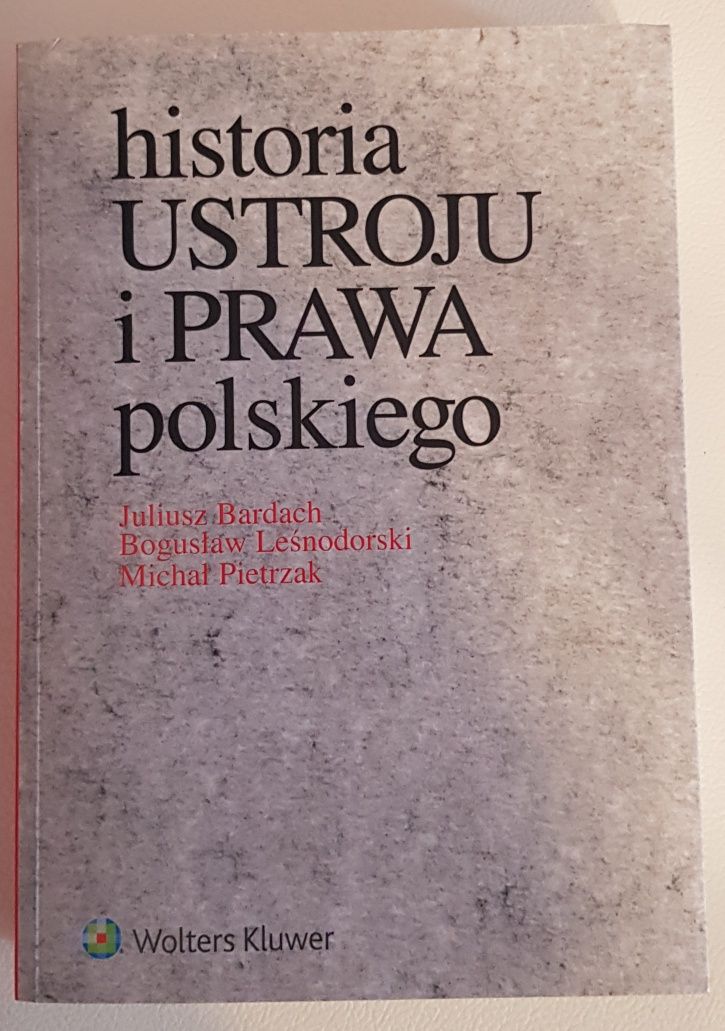 historia
USTROJU
i PRAWA
polskiego
Juliusz Bardach
Bogusław Leśnodorski
Michał Pietrzak
Wolters Kluwer